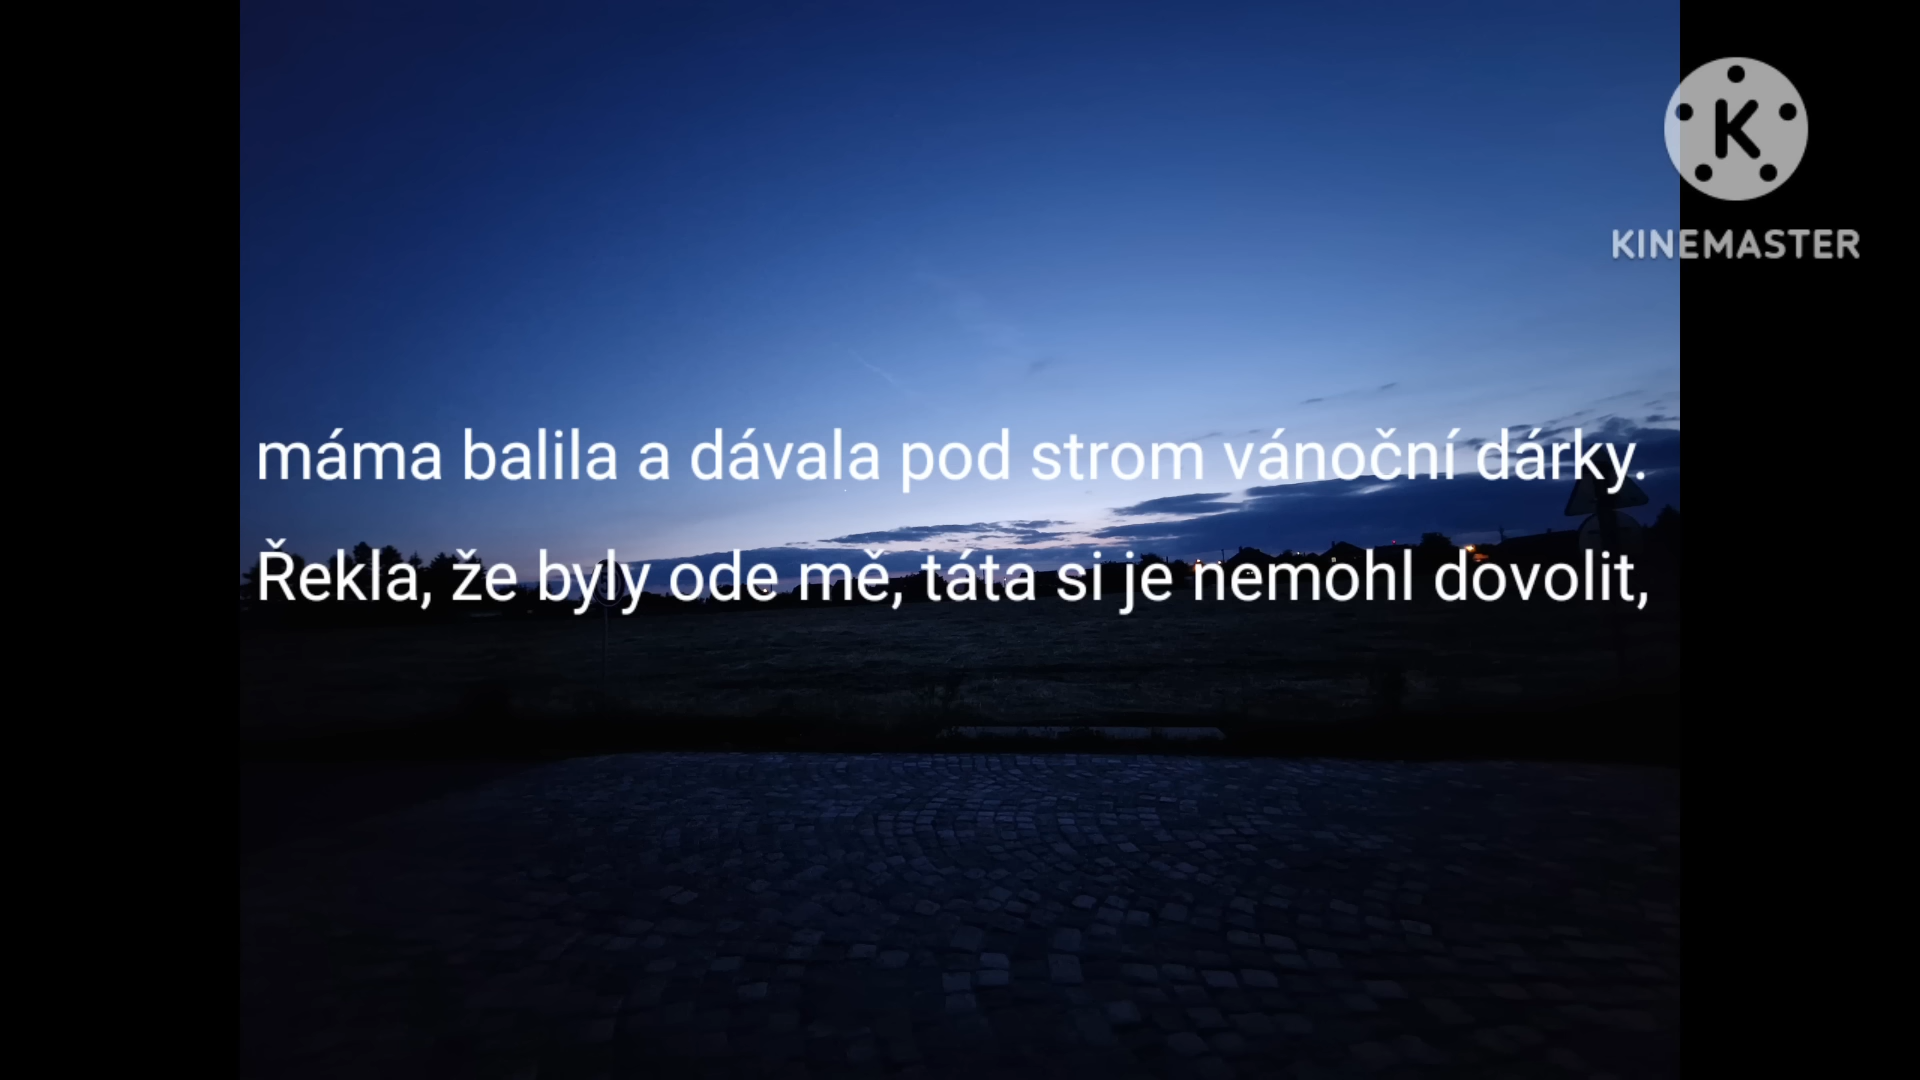 K
KINEMASTER
máma balila a dávala pod strom vánoční dárky.
Řekla, že byly ode mě, táta si je nemohl dovolit,